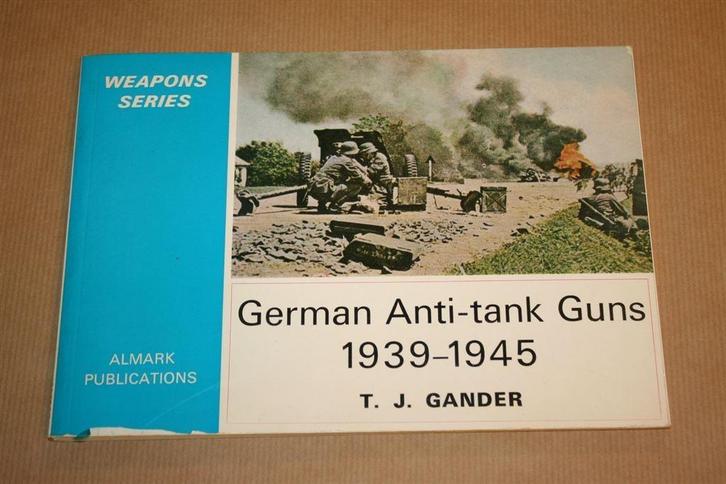 WEAPONS
SERIES
German Anti-tank Guns
1939–1945
T. J. GANDER
ALMARK
PUBLICATIONS